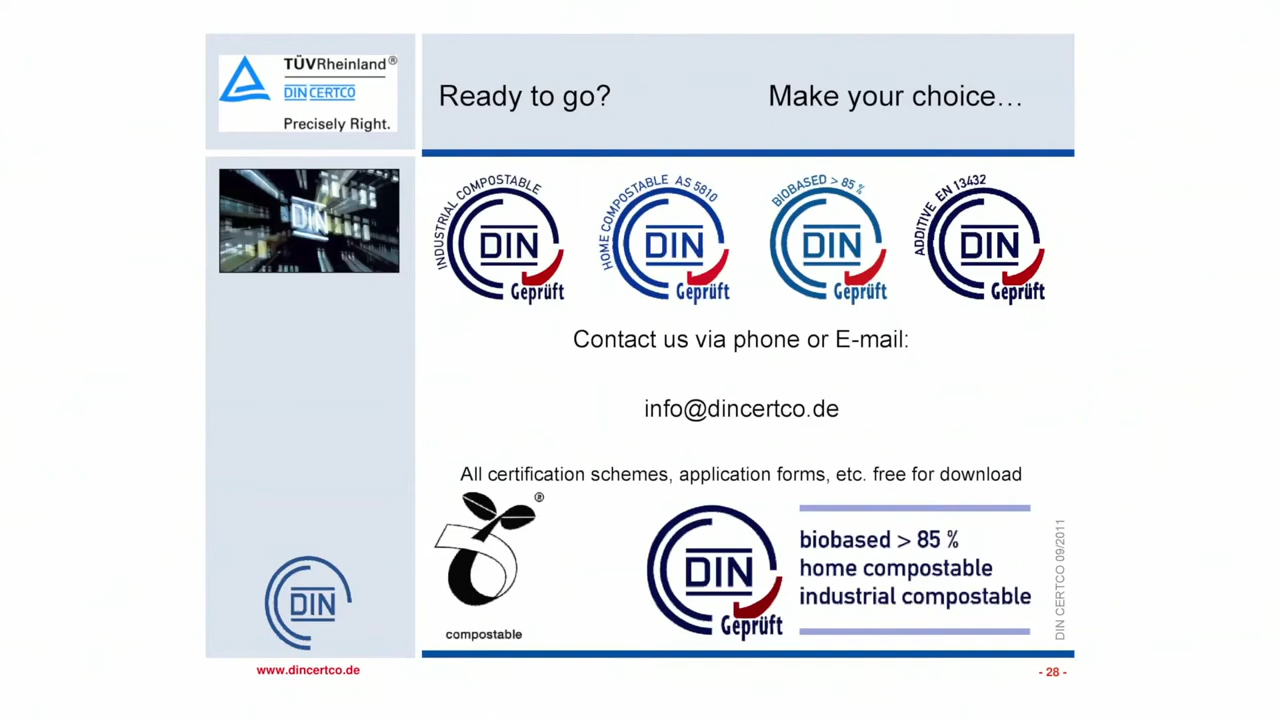 TÜVRheinland®
DIN CERTCO
Precisely Right.
Ready to go? Make your choice...
DIN
INDUSTRIAL COMPOSTABLE
DIN
Geprüft
HOME COMPOSTABLE AS 5810
DIN
Geprüft
BIOBASED > 85 %
DIN
Geprüft
ADDITIVE EN 13432
DIN
Geprüft
Contact us via phone or E-mail:
info@dincertco.de
All certification schemes, application forms, etc. free for download
®
compostable
DIN
Geprüft
biobased > 85 %
home compostable
industrial compostable
DIN CERTCO 09/2011
DIN
www.dincertco.de
- 28 -